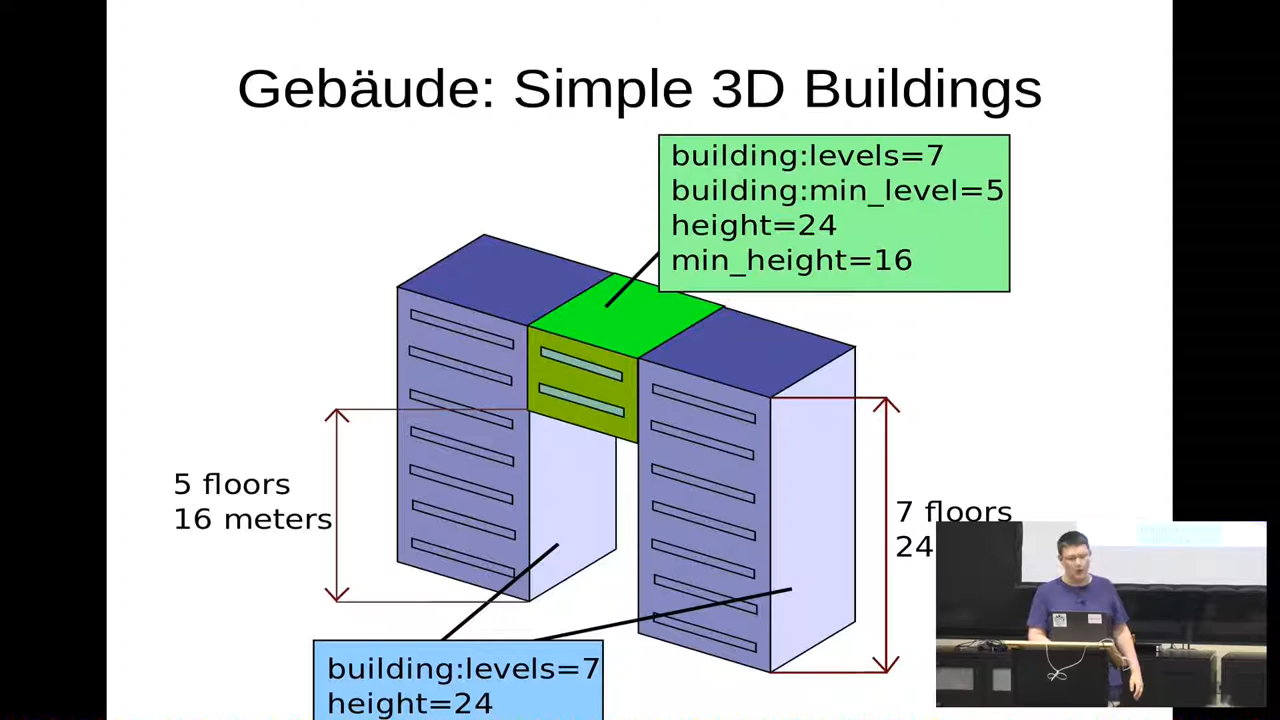 Gebäude: Simple 3D Buildings
building:levels=7
building:min_level=5
height=24
min_height=16
5 floors
16 meters
7 floors
24
building:levels=7
height=24